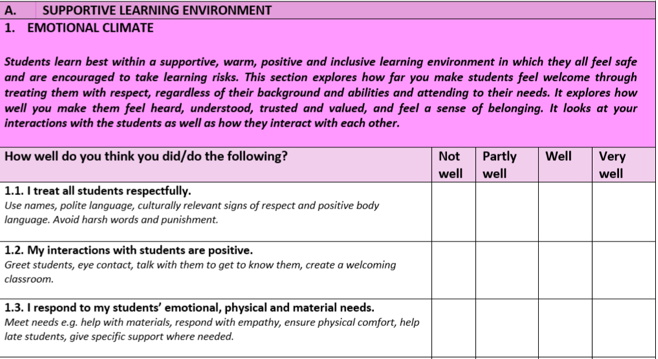 A. SUPPORTIVE LEARNING ENVIRONMENT
1. EMOTIONAL CLIMATE
Students learn best within a supportive, warm, positive and inclusive learning environment in which they all feel safe
and are encouraged to take learning risks. This section explores how far you make students feel welcome through
treating them with respect, regardless of their background and abilities and attending to their needs. It explores how
well you make them feel heard, understood, trusted and valued, and feel a sense of belonging. It looks at your
interactions with the students as well as how they interact with each other.
How well do you think you did/do the following? Not well Partly well Well Very well
1.1. I treat all students respectfully.
Use names, polite language, culturally relevant signs of respect and positive body
language. Avoid harsh words and punishment.
1.2. My interactions with students are positive.
Greet students, eye contact, talk with them to get to know them, create a welcoming
classroom.
1.3. I respond to my students' emotional, physical and material needs.
Meet needs e.g. help with materials, respond with empathy, ensure physical comfort, help
late students, give specific support where needed.